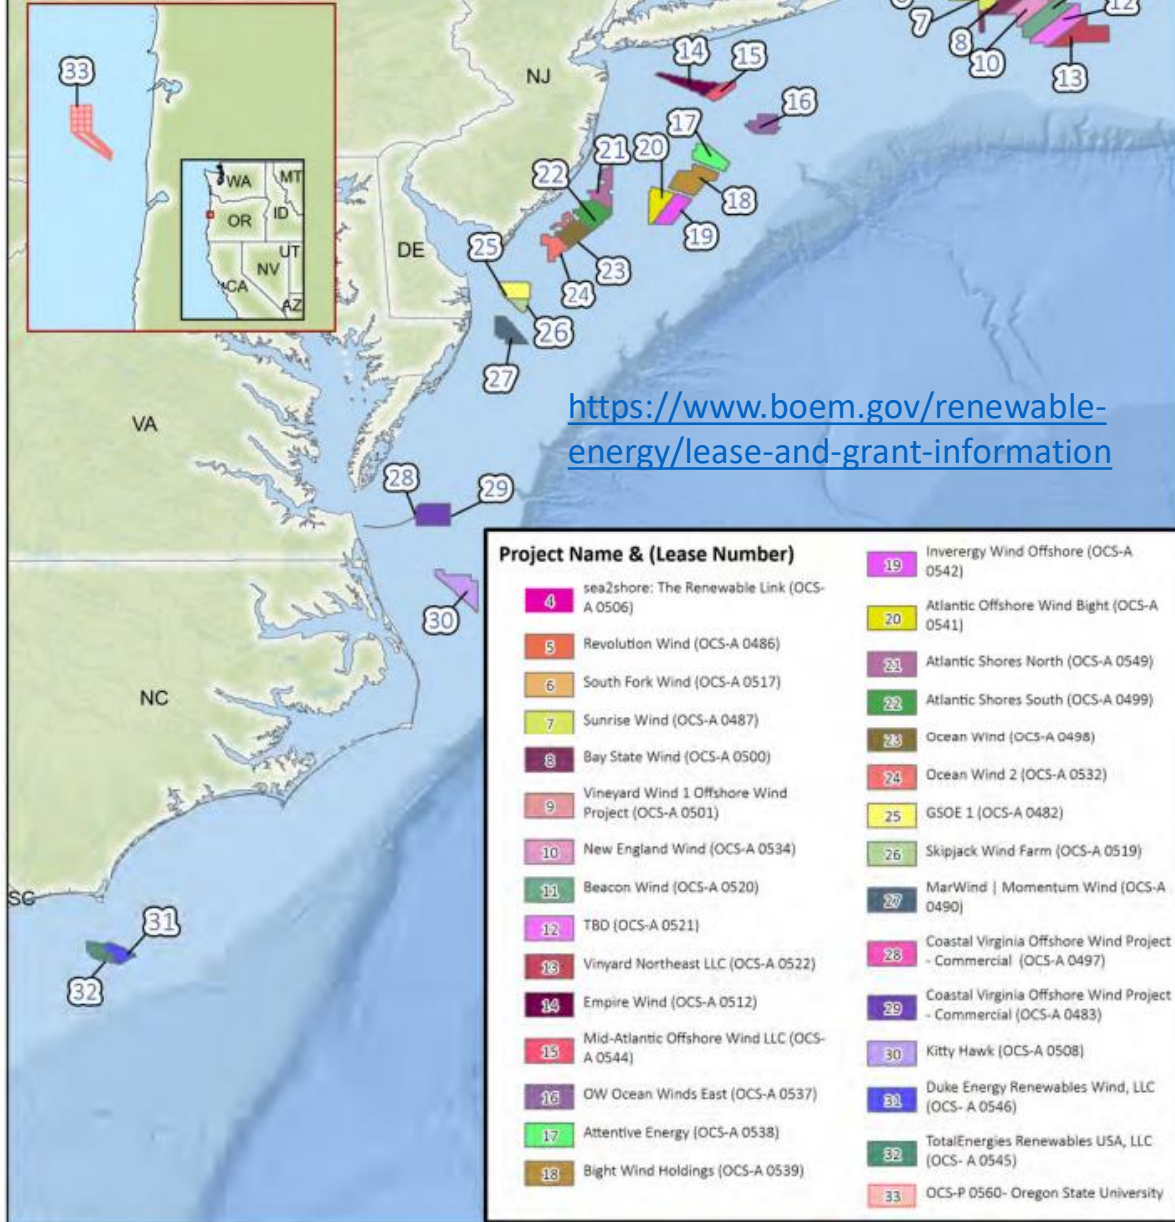 12
7
8
10
13
14
15
16
17
18
19
20
21
22
23
24
25
26
27
28
29
30
31
32
33
NJ
DE
VA
NC
SC
WA
MT
OR
ID
UT
NV
CA
AZ
https://www.boem.gov/renewable-
energy/lease-and-grant-information
Project Name & (Lease Number)
4 sea2shore: The Renewable Link (OCS-
A 0506)
5 Revolution Wind (OCS-A 0486)
6 South Fork Wind (OCS-A 0517)
7 Sunrise Wind (OCS-A 0487)
8 Bay State Wind (OCS-A 0500)
9 Vineyard Wind 1 Offshore Wind
Project (OCS-A 0501)
10 New England Wind (OCS-A 0534)
11 Beacon Wind (OCS-A 0520)
12 TBD (OCS-A 0521)
13 Vinyard Northeast LLC (OCS-A 0522)
14 Empire Wind (OCS-A 0512)
15 Mid-Atlantic Offshore Wind LLC (OCS-
A 0544)
16 OW Ocean Winds East (OCS-A 0537)
17 Attentive Energy (OCS-A 0538)
18 Bight Wind Holdings (OCS-A 0539)
19 Inverergy Wind Offshore (OCS-A
0542)
20 Atlantic Offshore Wind Bight (OCS-A
0541)
21 Atlantic Shores North (OCS-A 0549)
22 Atlantic Shores South (OCS-A 0499)
23 Ocean Wind (OCS-A 0498)
24 Ocean Wind 2 (OCS-A 0532)
25 GSOE 1 (OCS-A 0482)
26 Skipjack Wind Farm (OCS-A 0519)
27 MarWind | Momentum Wind (OCS-A
0490)
28 Coastal Virginia Offshore Wind Project
- Commercial (OCS-A 0497)
29 Coastal Virginia Offshore Wind Project
- Commercial (OCS-A 0483)
30 Kitty Hawk (OCS-A 0508)
31 Duke Energy Renewables Wind, LLC
(OCS- A 0546)
32 TotalEnergies Renewables USA, LLC
(OCS- A 0545)
33 OCS-P 0560- Oregon State University